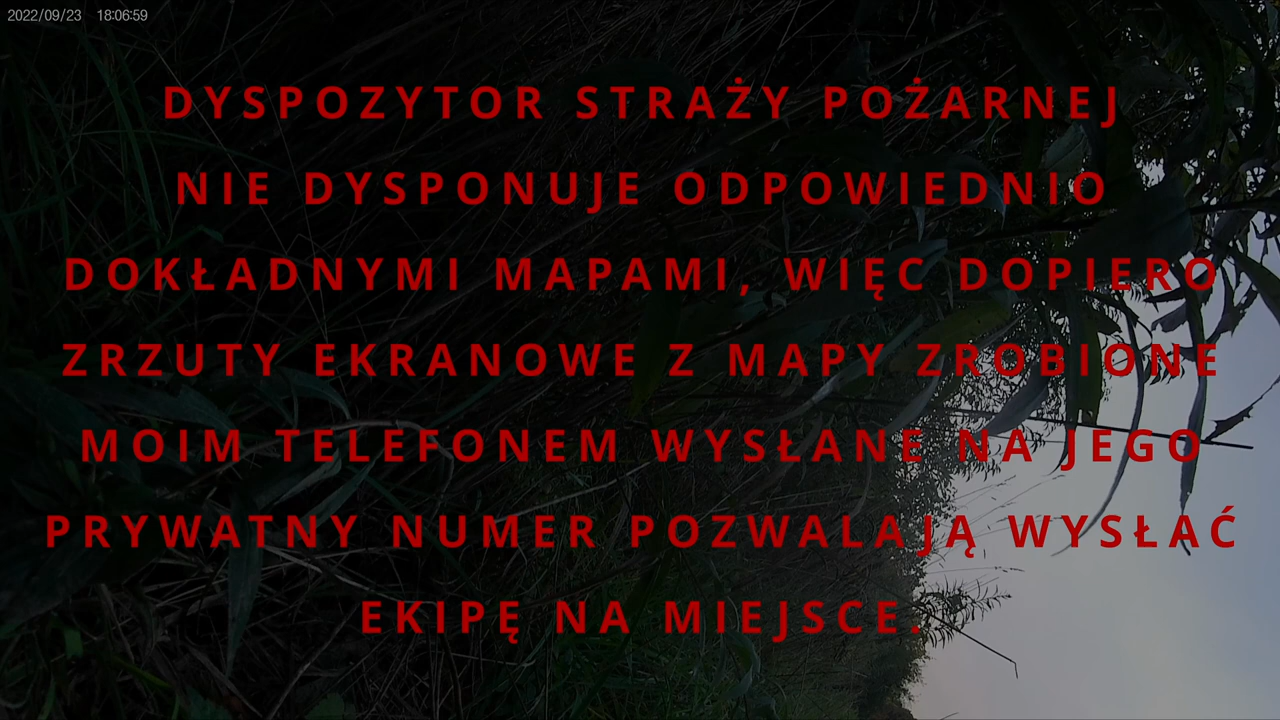 2022/09/23 18:06:59
DYSPOZYTOR STRAŻY POŻARNEJ
NIE DYSPONUJE ODPOWIEDNIO
DOKŁADNYMI MAPAMI, WIĘC DOPIERO
ZRZUTY EKRANOWE Z MAPY ZROBIONE
MOIM TELEFONEM WYSŁANE NA JEGO
PRYWATNY NUMER POZWALAJĄ WYSŁAĆ
EKIPĘ NA MIEJSCE.